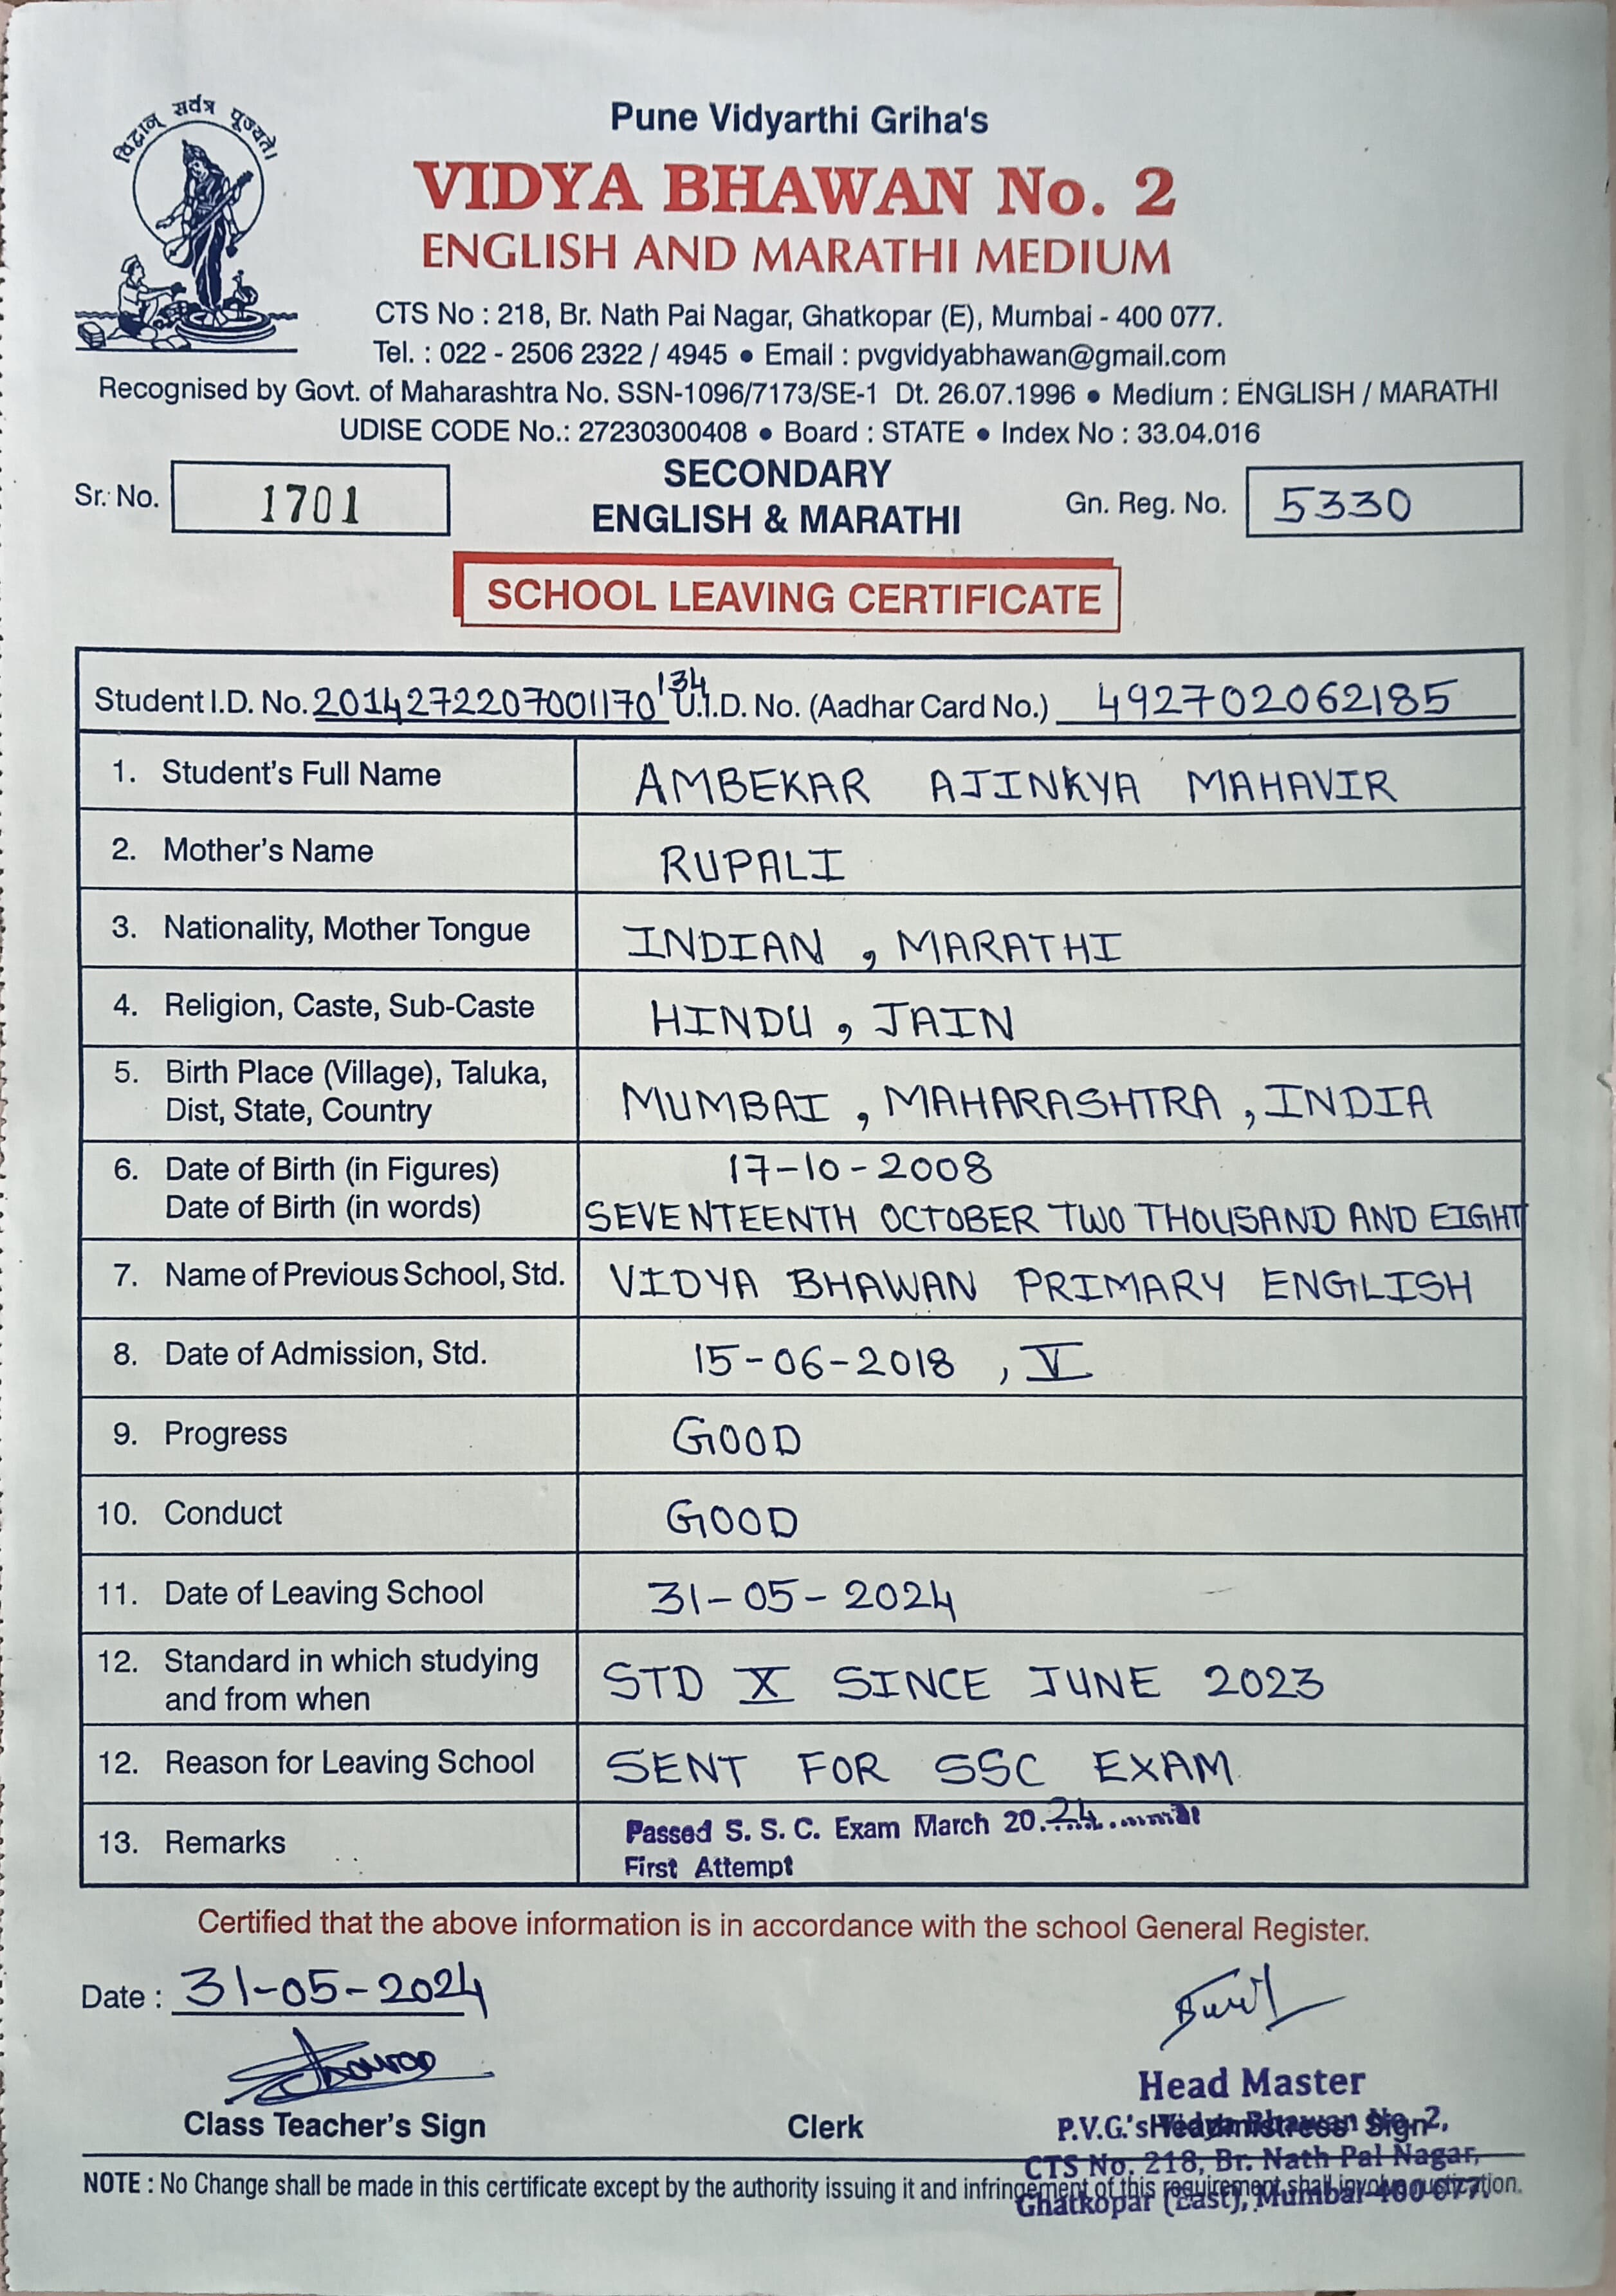 विद्वान् सर्वत्र पूज्यते।
Pune Vidyarthi Griha's
VIDYA BHAWAN No. 2
ENGLISH AND MARATHI MEDIUM
CTS No : 218, Br. Nath Pai Nagar, Ghatkopar (E), Mumbai - 400 077.
Tel. : 022 - 2506 2322 / 4945 • Email : pvgvidyabhawan@gmail.com
Recognised by Govt. of Maharashtra No. SSN-1096/7173/SE-1 Dt. 26.07.1996 • Medium : ENGLISH / MARATHI
UDISE CODE No.: 27230300408 • Board : STATE • Index No : 33.04.016
Sr. No. 1701
SECONDARY
ENGLISH & MARATHI
Gn. Reg. No. 5330
SCHOOL LEAVING CERTIFICATE
Student I.D. No. 2014272207001170134 U.I.D. No. (Aadhar Card No.) 492702062185
1. Student's Full Name AMBEKAR AJINKYA MAHAVIR
2. Mother's Name RUPALI
3. Nationality, Mother Tongue INDIAN , MARATHI
4. Religion, Caste, Sub-Caste HINDU , JAIN
5. Birth Place (Village), Taluka,
Dist, State, Country MUMBAI , MAHARASHTRA , INDIA
6. Date of Birth (in Figures) 17-10-2008
Date of Birth (in words) SEVENTEENTH OCTOBER TWO THOUSAND AND EIGHT
7. Name of Previous School, Std. VIDYA BHAWAN PRIMARY ENGLISH
8. Date of Admission, Std. 15-06-2018 , V
9. Progress GOOD
10. Conduct GOOD
11. Date of Leaving School 31-05-2024
12. Standard in which studying
and from when STD X SINCE JUNE 2023
12. Reason for Leaving School SENT FOR SSC EXAM
13. Remarks Passed S. S. C. Exam March 20.24
First Attempt
Certified that the above information is in accordance with the school General Register.
Date : 31-05-2024
Head Master
Class Teacher's Sign Clerk P.V.G.'s Vidya Bhawan No. 2, Headmistress Sign
CTS No. 218, Br. Nath Pai Nagar,
NOTE : No Change shall be made in this certificate except by the authority issuing it and infringement of this requirement shall involve rustication.
Ghatkopar (East), Mumbai-400 077.